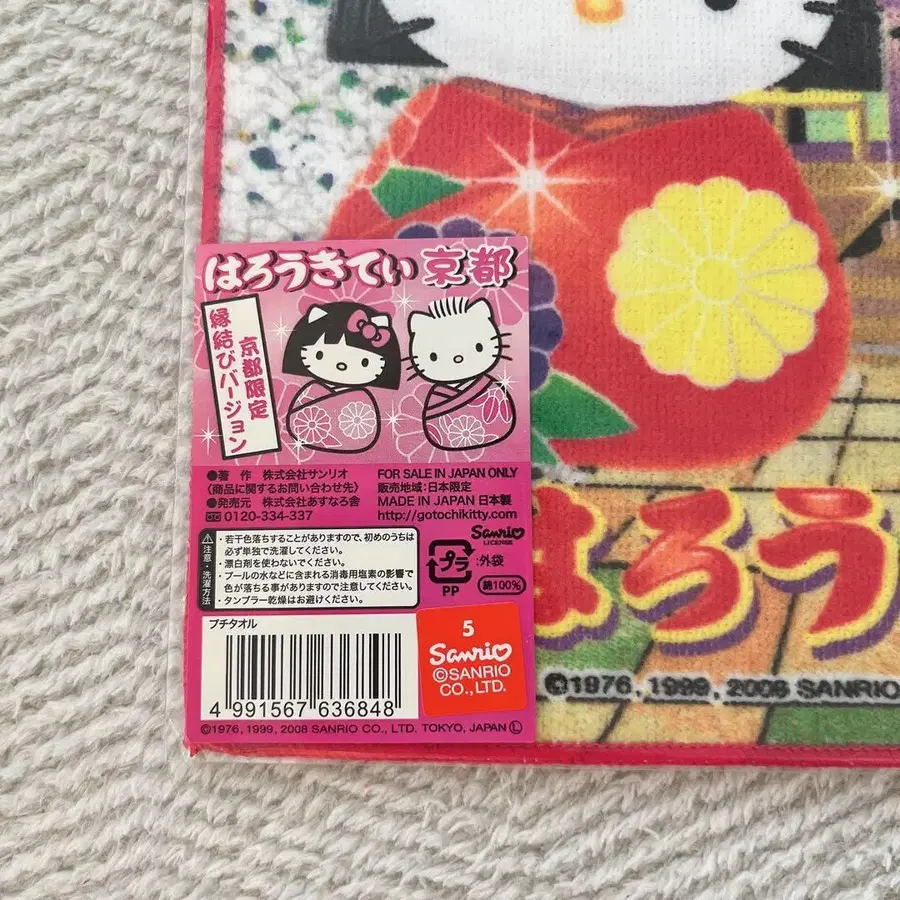 はろうきてぃ 京都
京都限定
縁結びバージョン
●著 作 株式会社サンリオ
〈商品に関するお問い合わせ先〉
●発売元 株式会社あすなろ舎
0120-334-337
FOR SALE IN JAPAN ONLY
販売地域:日本限定
MADE IN JAPAN 日本製
http://gotochikitty.com
Sanrio
LICENSE
注意・洗濯方法
・若干色落ちすることがありますので、初めのうちは
必ず単独で洗濯してください。
・漂白剤を使わないでください。
・プールの水などに含まれる消毒用塩素の影響で
色が落ちる事がありますので注意してください。
・タンブラー乾燥はお避けください。
プラ
:外袋
PP
綿100%
プチタオル
4 991567 636848
5
Sanrio
©SANRIO
CO.,LTD.
©1976, 1999, 2008 SANRIO CO., LTD. TOKYO, JAPAN Ⓛ
はろう
©1976, 1999, 2008 SANRIO